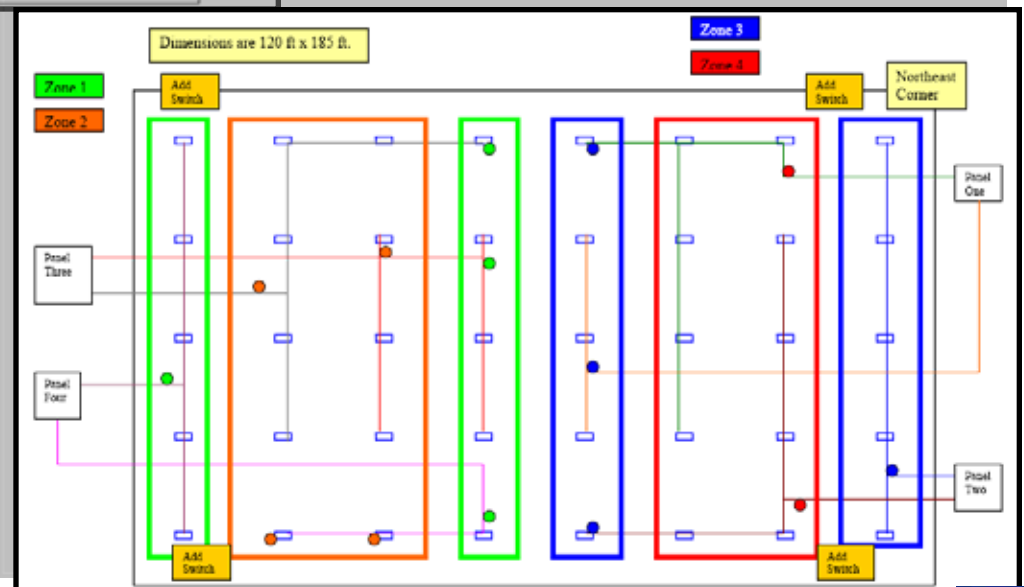 Dimensions are 120 ft x 185 ft.
Zone 3
Zone 4
Zone 1
Zone 2
Add
Switch
Add
Switch
Northeast
Corner
Panel
One
Panel
Three
Panel
Four
Panel
Two
Add
Switch
Add
Switch